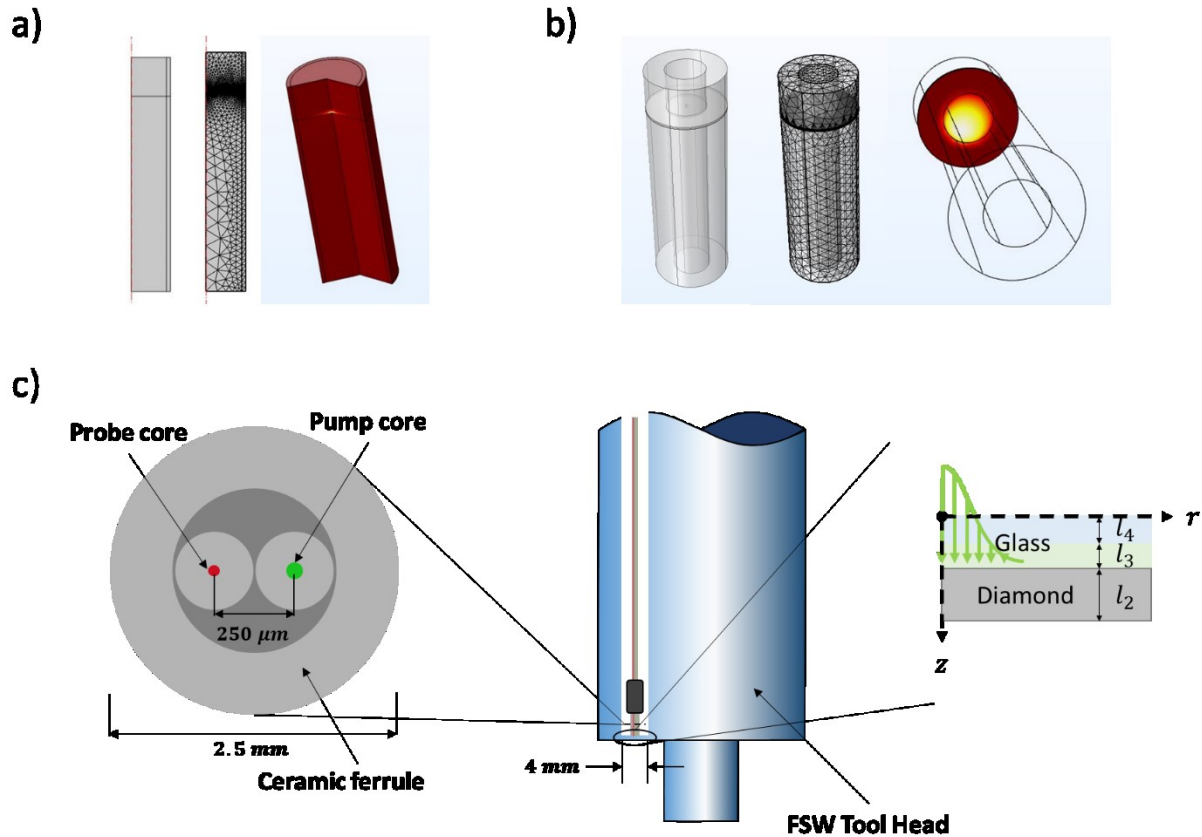 a)
b)
c)
Probe core
Pump core
250 μm
2.5 mm
Ceramic ferrule
4 mm
FSW Tool Head
r
Glass
l₄
l₃
Diamond
l₂
z